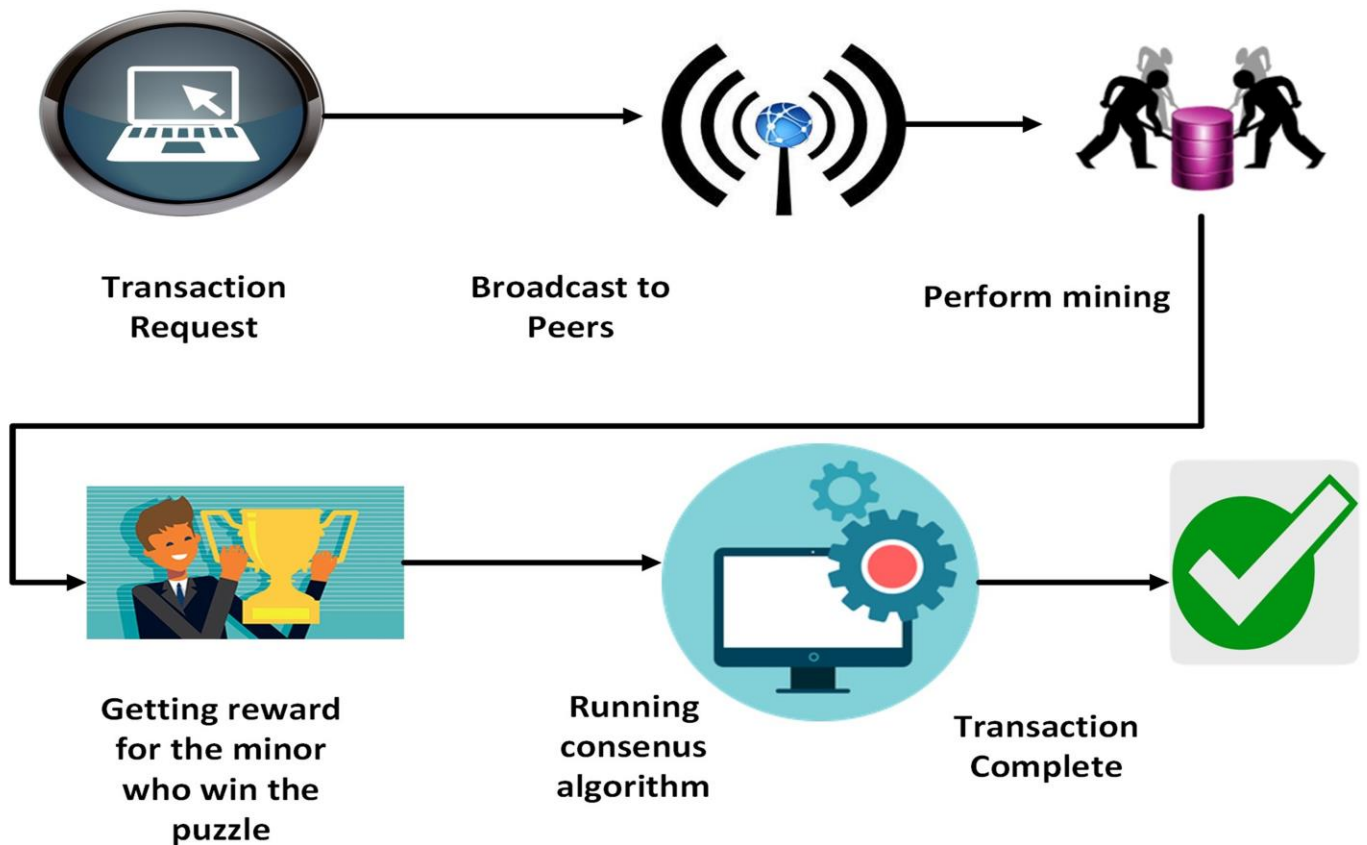 Transaction
Request
Broadcast to
Peers
Perform mining
Getting reward
for the minor
who win the
puzzle
Running
consenus
algorithm
Transaction
Complete